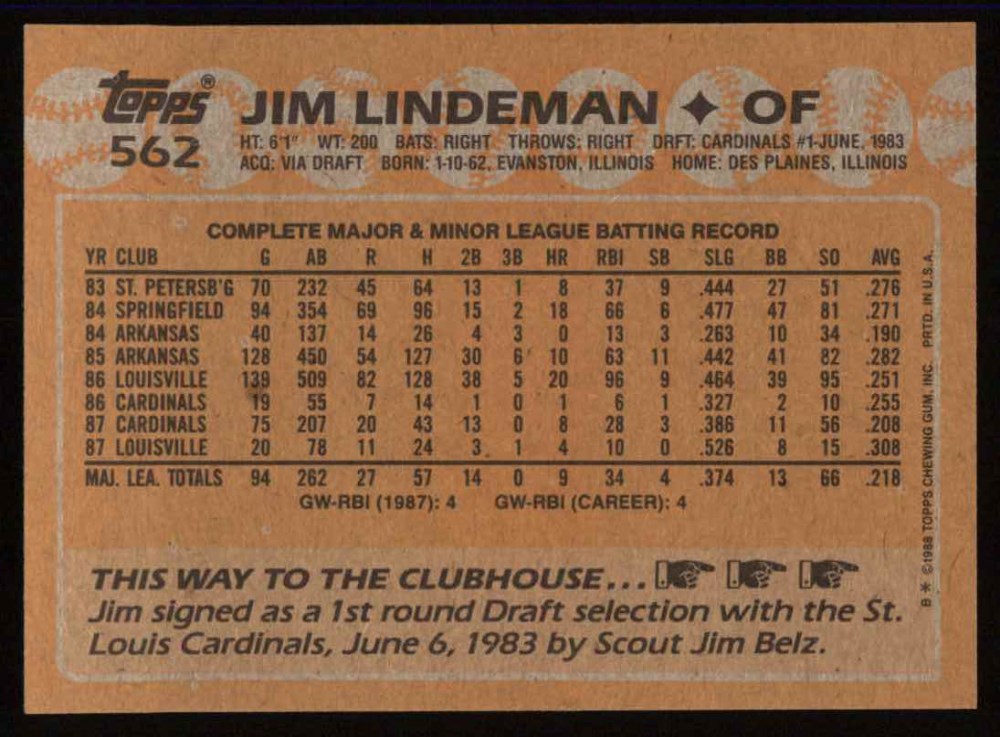 topps® JIM LINDEMAN ✦ OF
562 HT: 6'1" WT: 200 BATS: RIGHT THROWS: RIGHT DRFT: CARDINALS #1-JUNE, 1983
ACQ: VIA DRAFT BORN: 1-10-62, EVANSTON, ILLINOIS HOME: DES PLAINES, ILLINOIS
COMPLETE MAJOR & MINOR LEAGUE BATTING RECORD
YR CLUB G AB R H 2B 3B HR RBI SB SLG BB SO AVG
83 ST. PETERSB'G 70 232 45 64 13 1 8 37 9 .444 27 51 .276
84 SPRINGFIELD 94 354 69 96 15 2 18 66 6 .477 47 81 .271
84 ARKANSAS 40 137 14 26 4 3 0 13 3 .263 10 34 .190
85 ARKANSAS 128 450 54 127 30 6 10 63 11 .442 41 82 .282
86 LOUISVILLE 139 509 82 128 38 5 20 96 9 .464 39 95 .251
86 CARDINALS 19 55 7 14 1 0 1 6 1 .327 2 10 .255
87 CARDINALS 75 207 20 43 13 0 8 28 3 .386 11 56 .208
87 LOUISVILLE 20 78 11 24 3 1 4 10 0 .526 8 15 .308
MAJ. LEA. TOTALS 94 262 27 57 14 0 9 34 4 .374 13 66 .218
GW-RBI (1987): 4 GW-RBI (CAREER): 4
THIS WAY TO THE CLUBHOUSE...
Jim signed as a 1st round Draft selection with the St.
Louis Cardinals, June 6, 1983 by Scout Jim Belz.
B * ©1988 TOPPS CHEWING GUM, INC. PRTD. IN U.S.A.